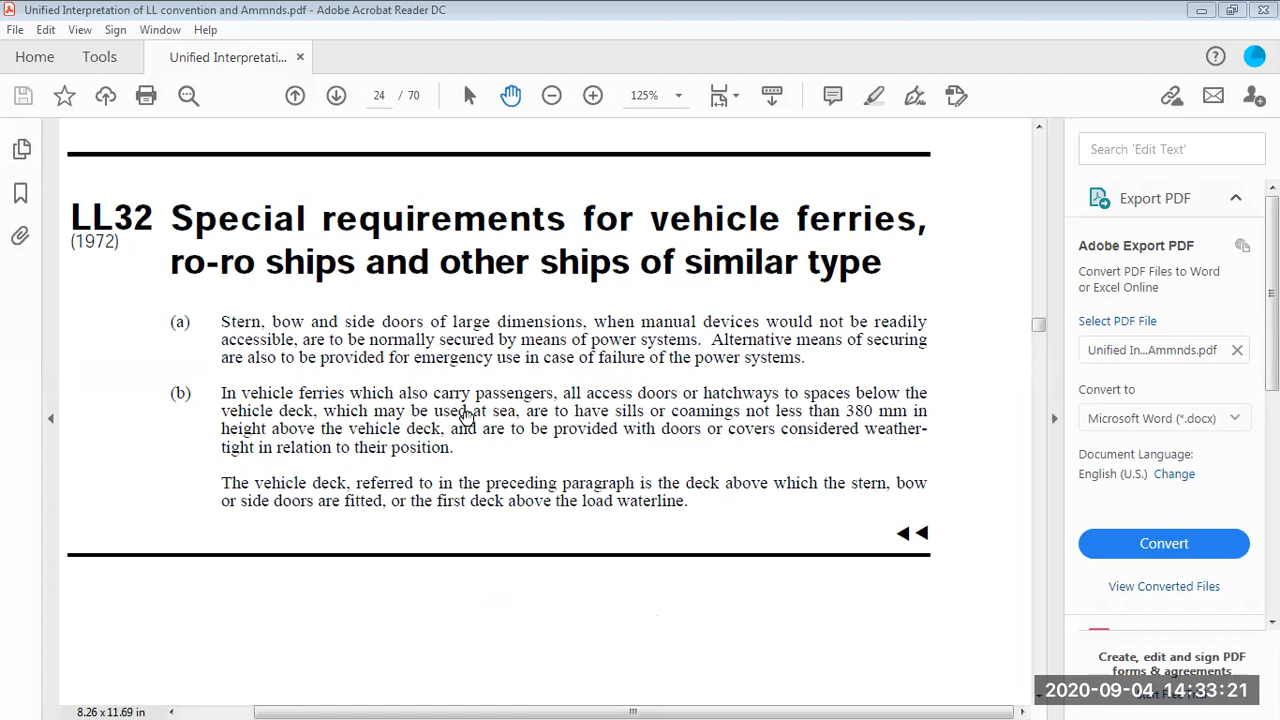 Unified Interpretation of LL convention and Ammnds.pdf - Adobe Acrobat Reader DC
File Edit View Sign Window Help
Home Tools Unified Interpretati... ×
24 / 70 125%
LL32 Special requirements for vehicle ferries,
(1972)
ro-ro ships and other ships of similar type
(a) Stern, bow and side doors of large dimensions, when manual devices would not be readily
accessible, are to be normally secured by means of power systems. Alternative means of securing
are also to be provided for emergency use in case of failure of the power systems.
(b) In vehicle ferries which also carry passengers, all access doors or hatchways to spaces below the
vehicle deck, which may be used at sea, are to have sills or coamings not less than 380 mm in
height above the vehicle deck, and are to be provided with doors or covers considered weather-
tight in relation to their position.
The vehicle deck, referred to in the preceding paragraph is the deck above which the stern, bow
or side doors are fitted, or the first deck above the load waterline.
8.26 x 11.69 in
Search 'Edit Text'
Export PDF
Adobe Export PDF
Convert PDF Files to Word
or Excel Online
Select PDF File
Unified In...Ammnds.pdf
Convert to
Microsoft Word (*.docx)
Document Language:
English (U.S.) Change
Convert
View Converted Files
Create, edit and sign PDF
forms & agreements
2020-09-04 14:33:21